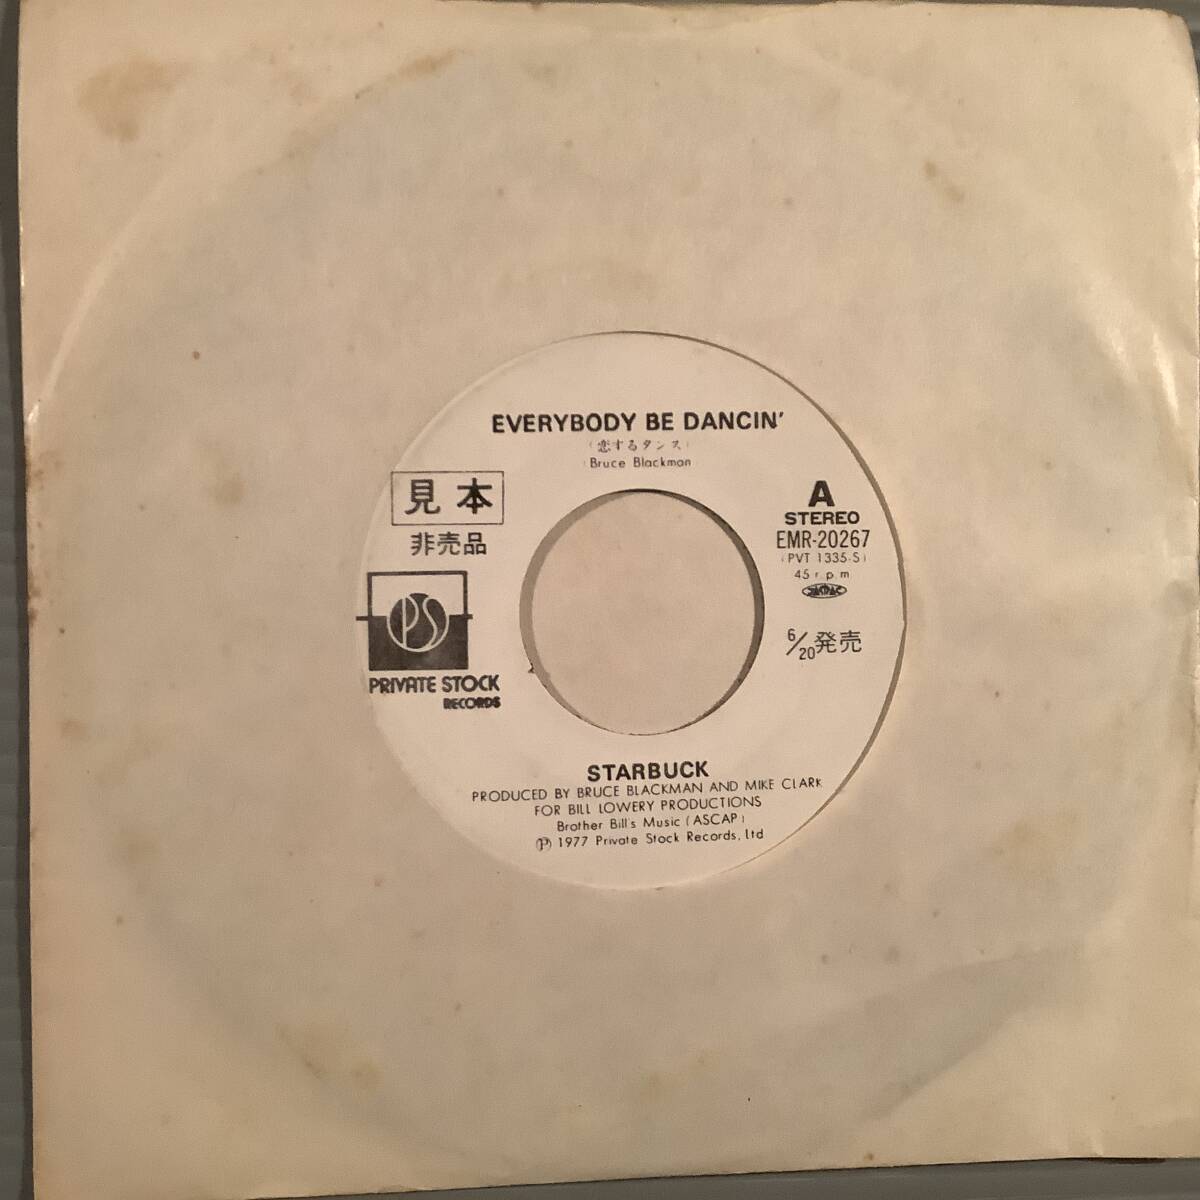 EVERYBODY BE DANCIN'
(恋するダンス)
(Bruce Blackman
見本
非売品
PS
PRIVATE STOCK
RECORDS
A
STEREO
EMR-20267
(PVT 1335-S)
45 r.p.m
JASRAC
6/20発売
STARBUCK
PRODUCED BY BRUCE BLACKMAN AND MIKE CLARK
FOR BILL LOWERY PRODUCTIONS
Brother Bill's Music (ASCAP)
Ⓟ 1977 Private Stock Records, Ltd